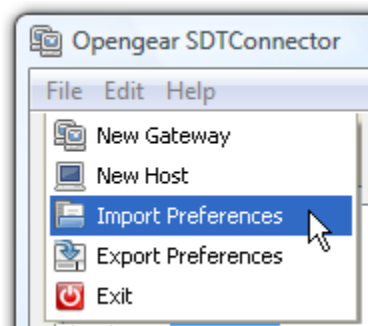 Opengear SDTConnector
File Edit Help
New Gateway
New Host
Import Preferences
Export Preferences
Exit